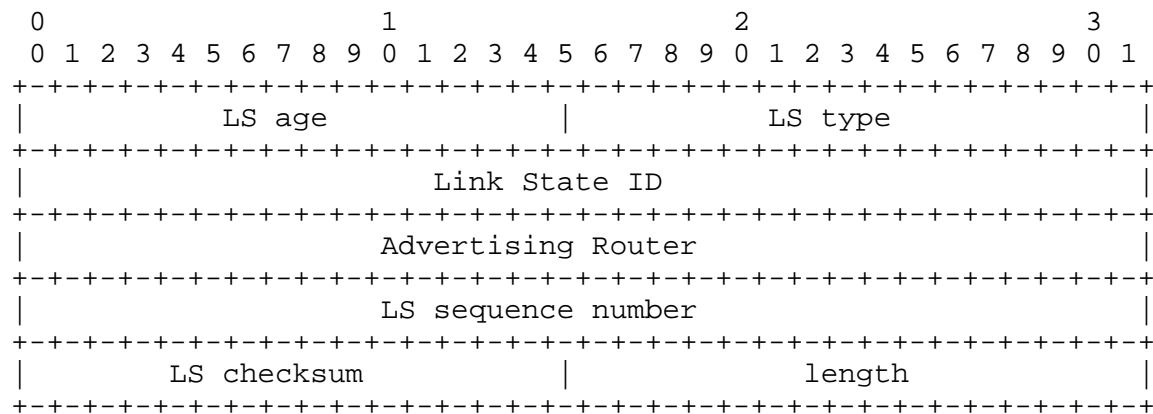 0                   1                   2                   3
 0 1 2 3 4 5 6 7 8 9 0 1 2 3 4 5 6 7 8 9 0 1 2 3 4 5 6 7 8 9 0 1
+-+-+-+-+-+-+-+-+-+-+-+-+-+-+-+-+-+-+-+-+-+-+-+-+-+-+-+-+-+-+-+-+
|           LS age             |           LS type              |
+-+-+-+-+-+-+-+-+-+-+-+-+-+-+-+-+-+-+-+-+-+-+-+-+-+-+-+-+-+-+-+-+
|                       Link State ID                           |
+-+-+-+-+-+-+-+-+-+-+-+-+-+-+-+-+-+-+-+-+-+-+-+-+-+-+-+-+-+-+-+-+
|                    Advertising Router                         |
+-+-+-+-+-+-+-+-+-+-+-+-+-+-+-+-+-+-+-+-+-+-+-+-+-+-+-+-+-+-+-+-+
|                    LS sequence number                         |
+-+-+-+-+-+-+-+-+-+-+-+-+-+-+-+-+-+-+-+-+-+-+-+-+-+-+-+-+-+-+-+-+
|        LS checksum           |             length             |
+-+-+-+-+-+-+-+-+-+-+-+-+-+-+-+-+-+-+-+-+-+-+-+-+-+-+-+-+-+-+-+-+